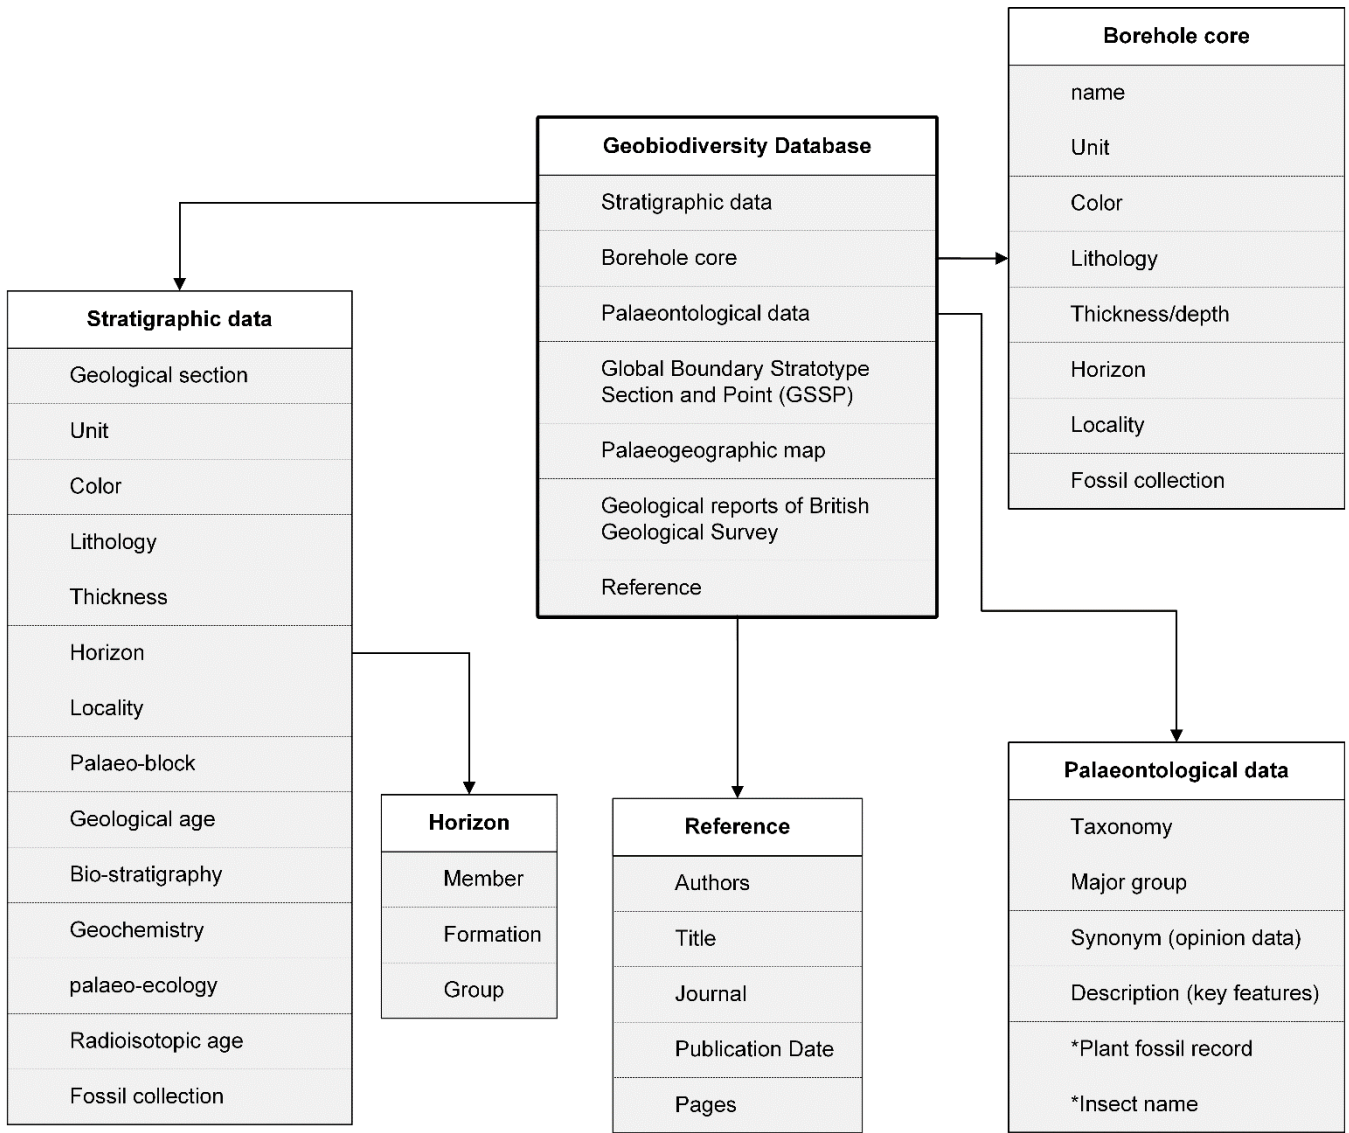 Geobiodiversity Database
Stratigraphic data
Borehole core
Palaeontological data
Global Boundary Stratotype
Section and Point (GSSP)
Palaeogeographic map
Geological reports of British
Geological Survey
Reference
Borehole core
name
Unit
Color
Lithology
Thickness/depth
Horizon
Locality
Fossil collection
Stratigraphic data
Geological section
Unit
Color
Lithology
Thickness
Horizon
Locality
Palaeo-block
Geological age
Bio-stratigraphy
Geochemistry
palaeo-ecology
Radioisotopic age
Fossil collection
Horizon
Member
Formation
Group
Reference
Authors
Title
Journal
Publication Date
Pages
Palaeontological data
Taxonomy
Major group
Synonym (opinion data)
Description (key features)
*Plant fossil record
*Insect name